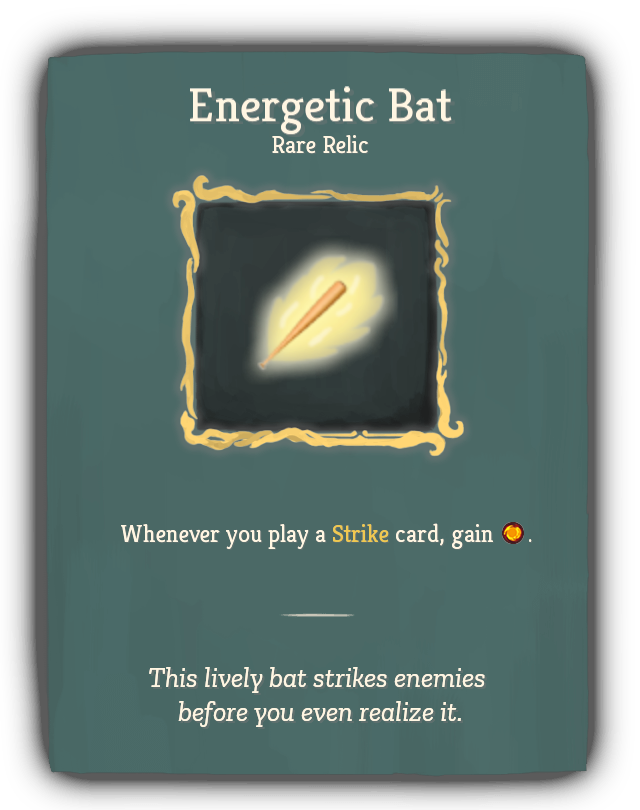 Energetic Bat
Rare Relic
Whenever you play a Strike card, gain .
This lively bat strikes enemies
before you even realize it.